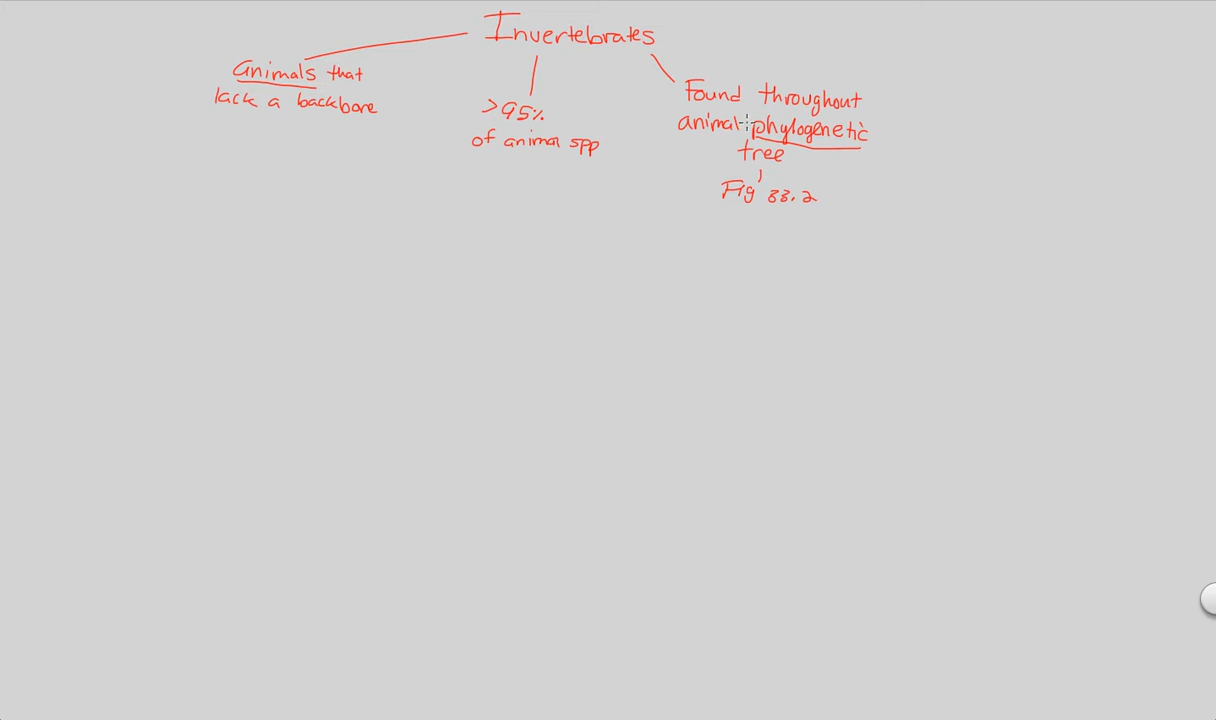 Invertebrates
Animals that
lack a backbone
>95%
of animal spp
Found throughout
animal phylogenetic
tree
Fig 33.2